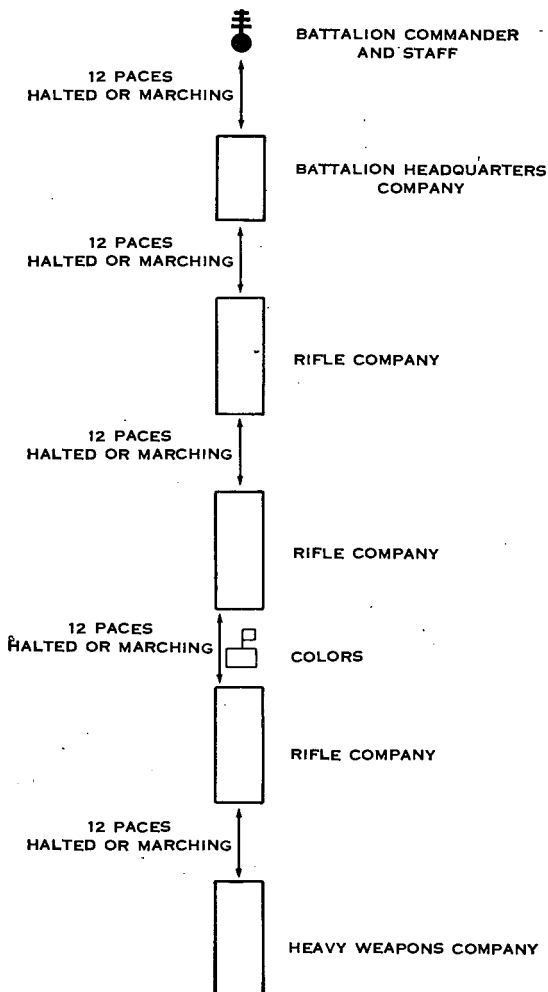 BATTALION COMMANDER
AND STAFF
12 PACES
HALTED OR MARCHING
BATTALION HEADQUARTERS
COMPANY
12 PACES
HALTED OR MARCHING
RIFLE COMPANY
12 PACES
HALTED OR MARCHING
RIFLE COMPANY
12 PACES
HALTED OR MARCHING
COLORS
RIFLE COMPANY
12 PACES
HALTED OR MARCHING
HEAVY WEAPONS COMPANY